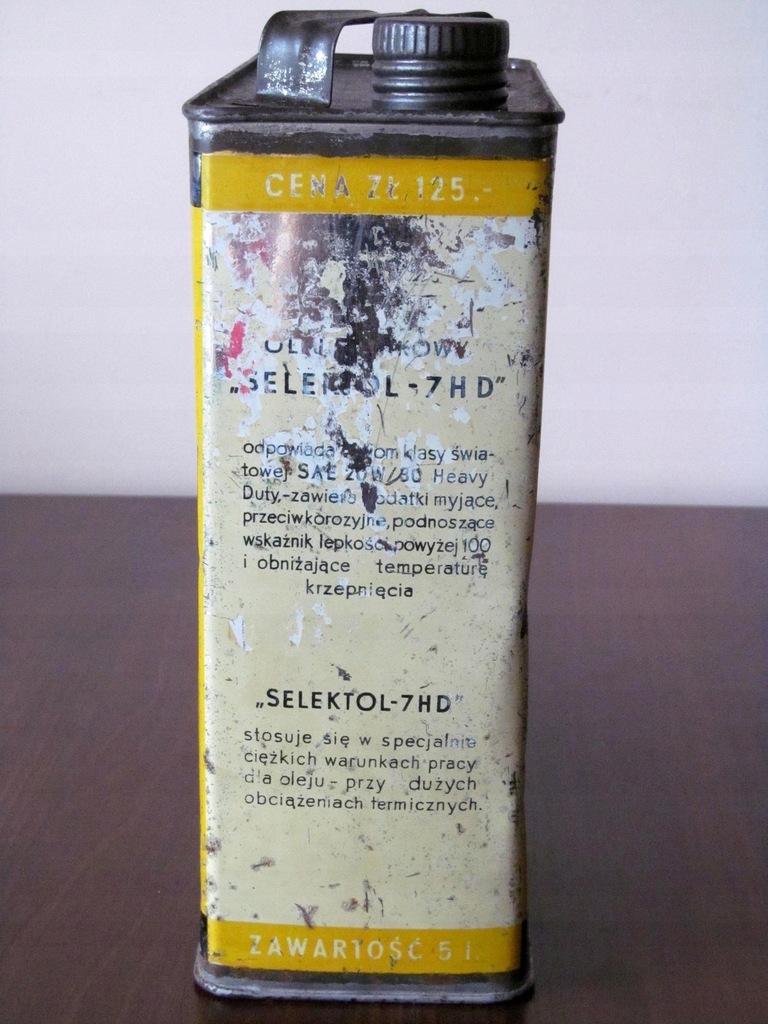 CENA ZŁ 125.-
„SELEKTOL-7HD"
odpowiada klasy świa-
towej SAE 20W/30 Heavy
Duty,-zawiera dodatki myjące,
przeciwkorozyjne, podnoszące
wskaźnik lepkości powyżej 100
i obniżające temperaturę
krzepnięcia
„SELEKTOL-7HD"
stosuje się w specjalnie
ciężkich warunkach pracy
dla oleju - przy dużych
obciążeniach termicznych.
ZAWARTOŚĆ 5 l.